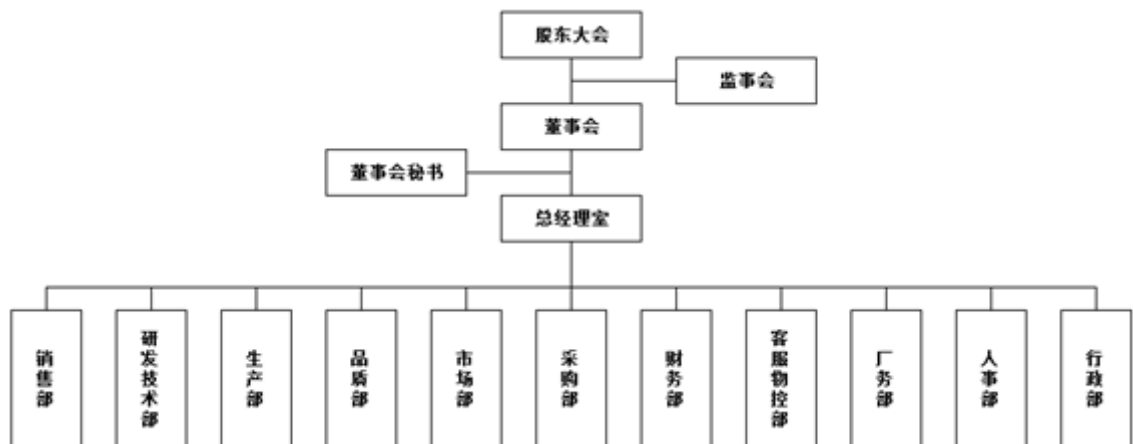 股东大会
监事会
董事会
董事会秘书
总经理室
销售部
研发技术部
生产部
品质部
市场部
采购部
财务部
客服物控部
厂务部
人事部
行政部